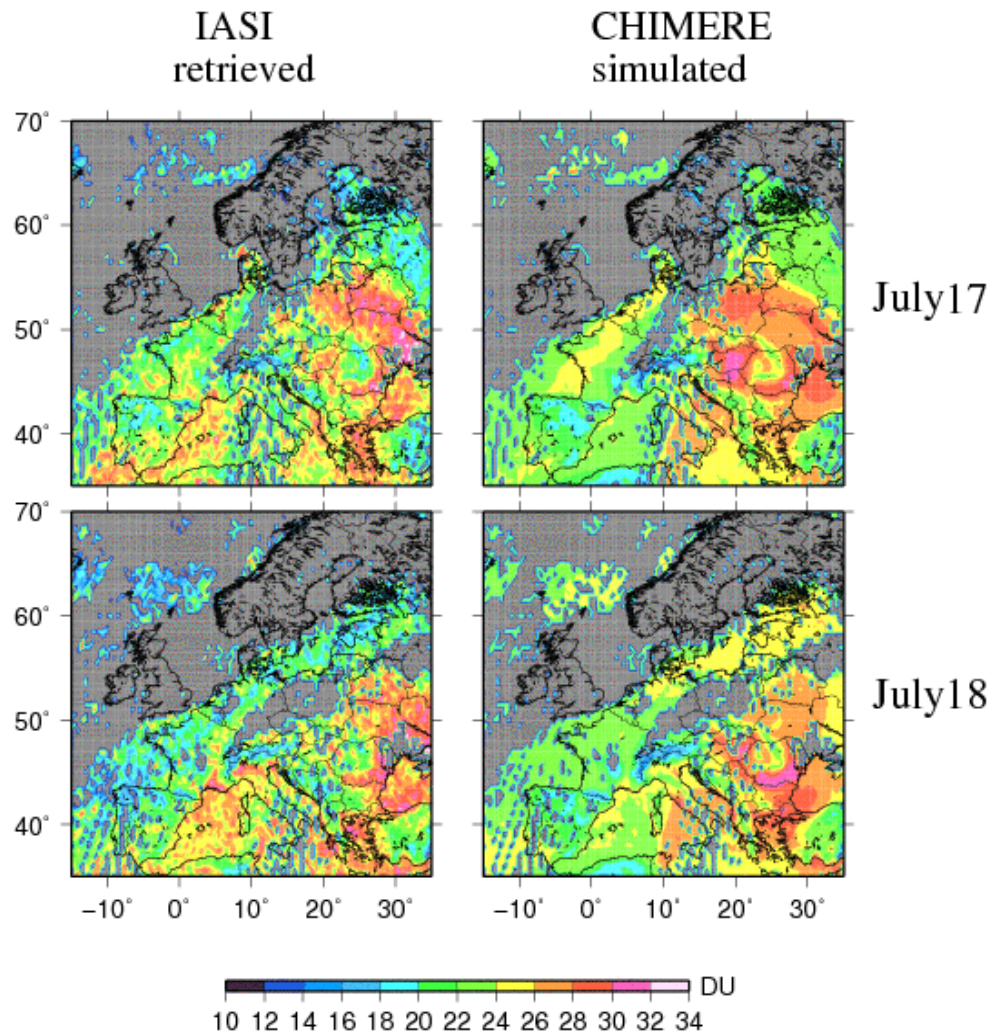 IASI CHIMERE
retrieved simulated
70°
60°
50°
40°
July17
70°
60°
50°
40°
July18
−10° 0° 10° 20° 30° −10° 0° 10° 20° 30°
DU
10 12 14 16 18 20 22 24 26 28 30 32 34